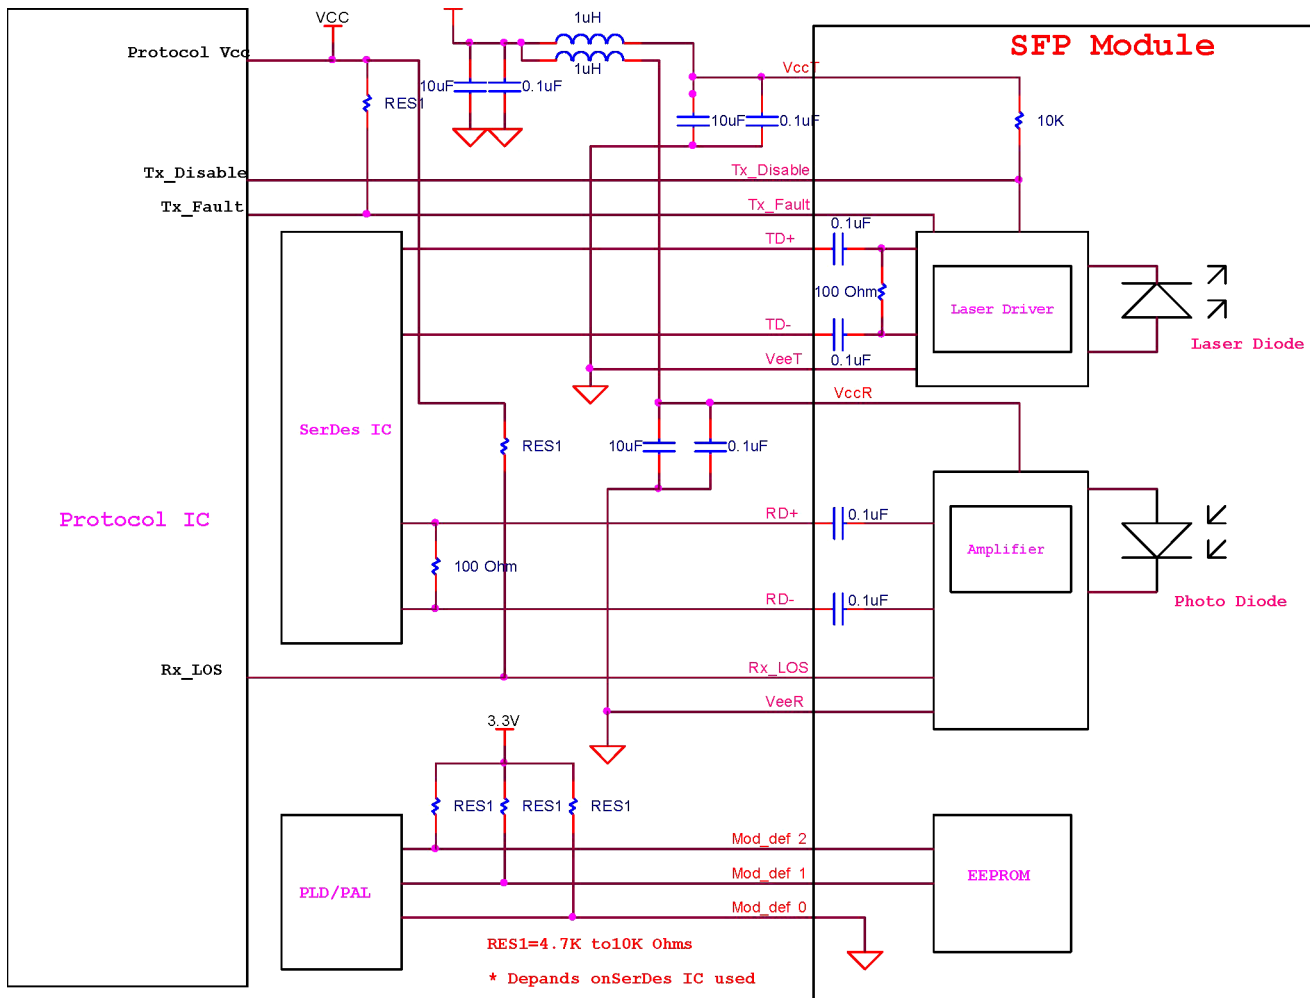 VCC
1uH
SFP Module
Protocol Vcc
1uH
VccT
10uF
0.1uF
RES1
10uF
0.1uF
10K
Tx_Disable
Tx_Disable
Tx_Fault
Tx_Fault
0.1uF
TD+
100 Ohm
Laser Driver
TD-
Laser Diode
VeeT
0.1uF
VccR
SerDes IC
RES1
10uF
0.1uF
Protocol IC
RD+
0.1uF
Amplifier
100 Ohm
RD-
0.1uF
Photo Diode
Rx_LOS
Rx_LOS
VeeR
3.3V
RES1
RES1
RES1
Mod_def 2
Mod_def 1
EEPROM
PLD/PAL
Mod_def 0
RES1=4.7K to10K Ohms
* Depands onSerDes IC used